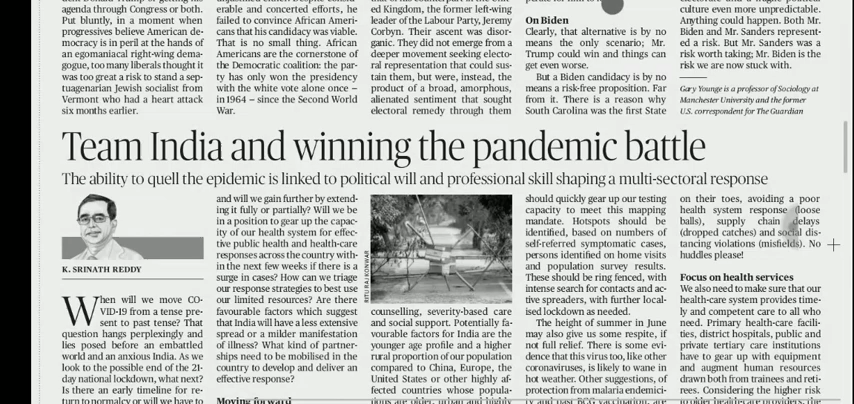 agenda through Congress or both.
Put bluntly, in a moment when
progressives believe American de-
mocracy is in peril at the hands of
an egomaniacal right-wing dema-
gogue, too many liberals thought it
was too great a risk to stand a sep-
tuagenarian Jewish socialist from
Vermont who had a heart attack
six months earlier.
erable and concerted efforts, he
failed to convince African Ameri-
cans that his candidacy was viable.
That is no small thing. African
Americans are the cornerstone of
the Democratic coalition: the par-
ty has only won the presidency
with the white vote alone once —
in 1964 — since the Second World
War.
ed Kingdom, the former left-wing
leader of the Labour Party, Jeremy
Corbyn. Their ascent was disor-
ganic. They did not emerge from a
deeper movement seeking electo-
ral representation that could sus-
tain them, but were, instead, the
product of a broad, amorphous,
alienated sentiment that sought
electoral remedy through them
On Biden
Clearly, that alternative is by no
means the only scenario; Mr.
Trump could win and things can
get even worse.
But a Biden candidacy is by no
means a risk-free proposition. Far
from it. There is a reason why
South Carolina was the first State
culture even more unpredictable.
Anything could happen. Both Mr.
Biden and Mr. Sanders represent-
ed a risk. But Mr. Sanders was a
risk worth taking; Mr. Biden is the
risk we are now stuck with.
Gary Younge is a professor of Sociology at
Manchester University and the former
U.S. correspondent for The Guardian
Team India and winning the pandemic battle
The ability to quell the epidemic is linked to political will and professional skill shaping a multi-sectoral response
K. SRINATH REDDY
When will we move CO-
VID-19 from a tense pre-
sent to past tense? That
question hangs perplexingly and
lies posed before an embattled
world and an anxious India. As we
look to the possible end of the 21-
day national lockdown, what next?
Is there an early timeline for re-
turn to normalcy or will we have to
and will we gain further by extend-
ing it fully or partially? Will we be
in a position to gear up the capac-
ity of our health system for effec-
tive public health and health-care
responses across the country with-
in the next few weeks if there is a
surge in cases? How can we triage
our response strategies to best use
our limited resources? Are there
favourable factors which suggest
that India will have a less extensive
spread or a milder manifestation
of illness? What kind of partner-
ships need to be mobilised in the
country to develop and deliver an
effective response?
Moving forward
RITU RAJ KONWAR
counselling, severity-based care
and social support. Potentially fa-
vourable factors for India are the
younger age profile and a higher
rural proportion of our population
compared to China, Europe, the
United States or other highly af-
fected countries whose popula-
tions are older, urban and highly
should quickly gear up our testing
capacity to meet this mapping
mandate. Hotspots should be
identified, based on numbers of
self-referred symptomatic cases,
persons identified on home visits
and population survey results.
These should be ring fenced, with
intense search for contacts and ac-
tive spreaders, with further local-
ised lockdown as needed.
The height of summer in June
may also give us some respite, if
not full relief. There is some evi-
dence that this virus too, like other
coronaviruses, is likely to wane in
hot weather. Other suggestions, of
protection from malaria endemici-
ty and past BCG vaccination, are
on their toes, avoiding a poor
health system response (loose
balls), supply chain delays
(dropped catches) and social dis-
tancing violations (misfields). No
huddles please!
Focus on health services
We also need to make sure that our
health-care system provides time-
ly and competent care to all who
need. Primary health-care facili-
ties, district hospitals, public and
private tertiary care institutions
have to gear up with equipment
and augment human resources
drawn both from trainees and reti-
rees. Considering the higher risk
to older health-care providers, the